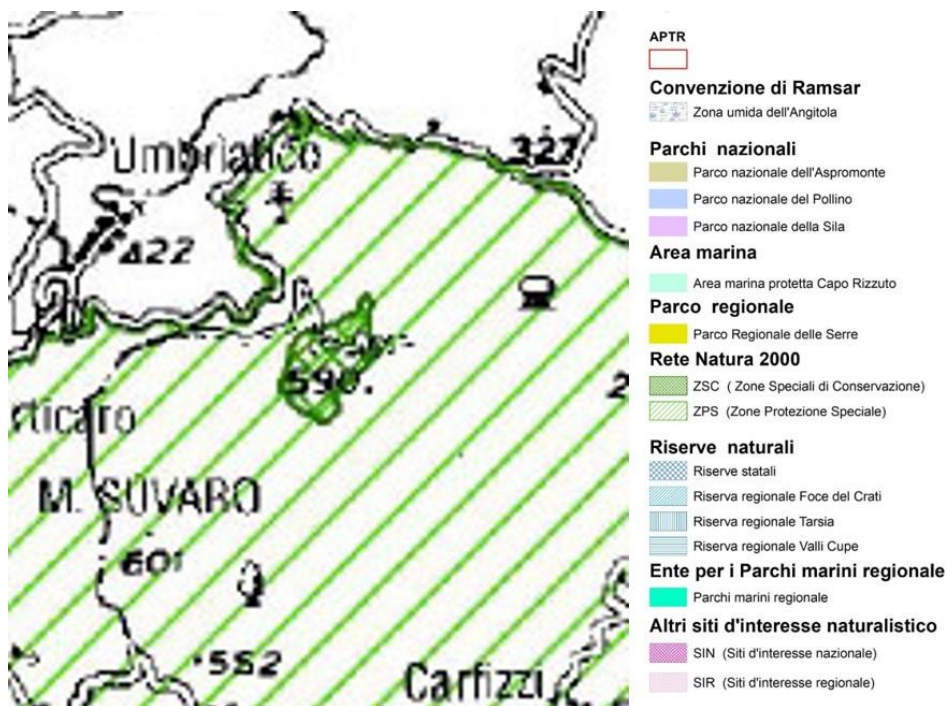 Umbriatico
327
422
590.
rticaro
M. SUVARO
601
552
Carfizzi
2
APTR
Convenzione di Ramsar
Zona umida dell'Angitola
Parchi nazionali
Parco nazionale dell'Aspromonte
Parco nazionale del Pollino
Parco nazionale della Sila
Area marina
Area marina protetta Capo Rizzuto
Parco regionale
Parco Regionale delle Serre
Rete Natura 2000
ZSC ( Zone Speciali di Conservazione)
ZPS (Zone Protezione Speciale)
Riserve naturali
Riserve statali
Riserva regionale Foce del Crati
Riserva regionale Tarsia
Riserva regionale Valli Cupe
Ente per i Parchi marini regionale
Parchi marini regionale
Altri siti d'interesse naturalistico
SIN (Siti d'interesse nazionale)
SIR (Siti d'interesse regionale)